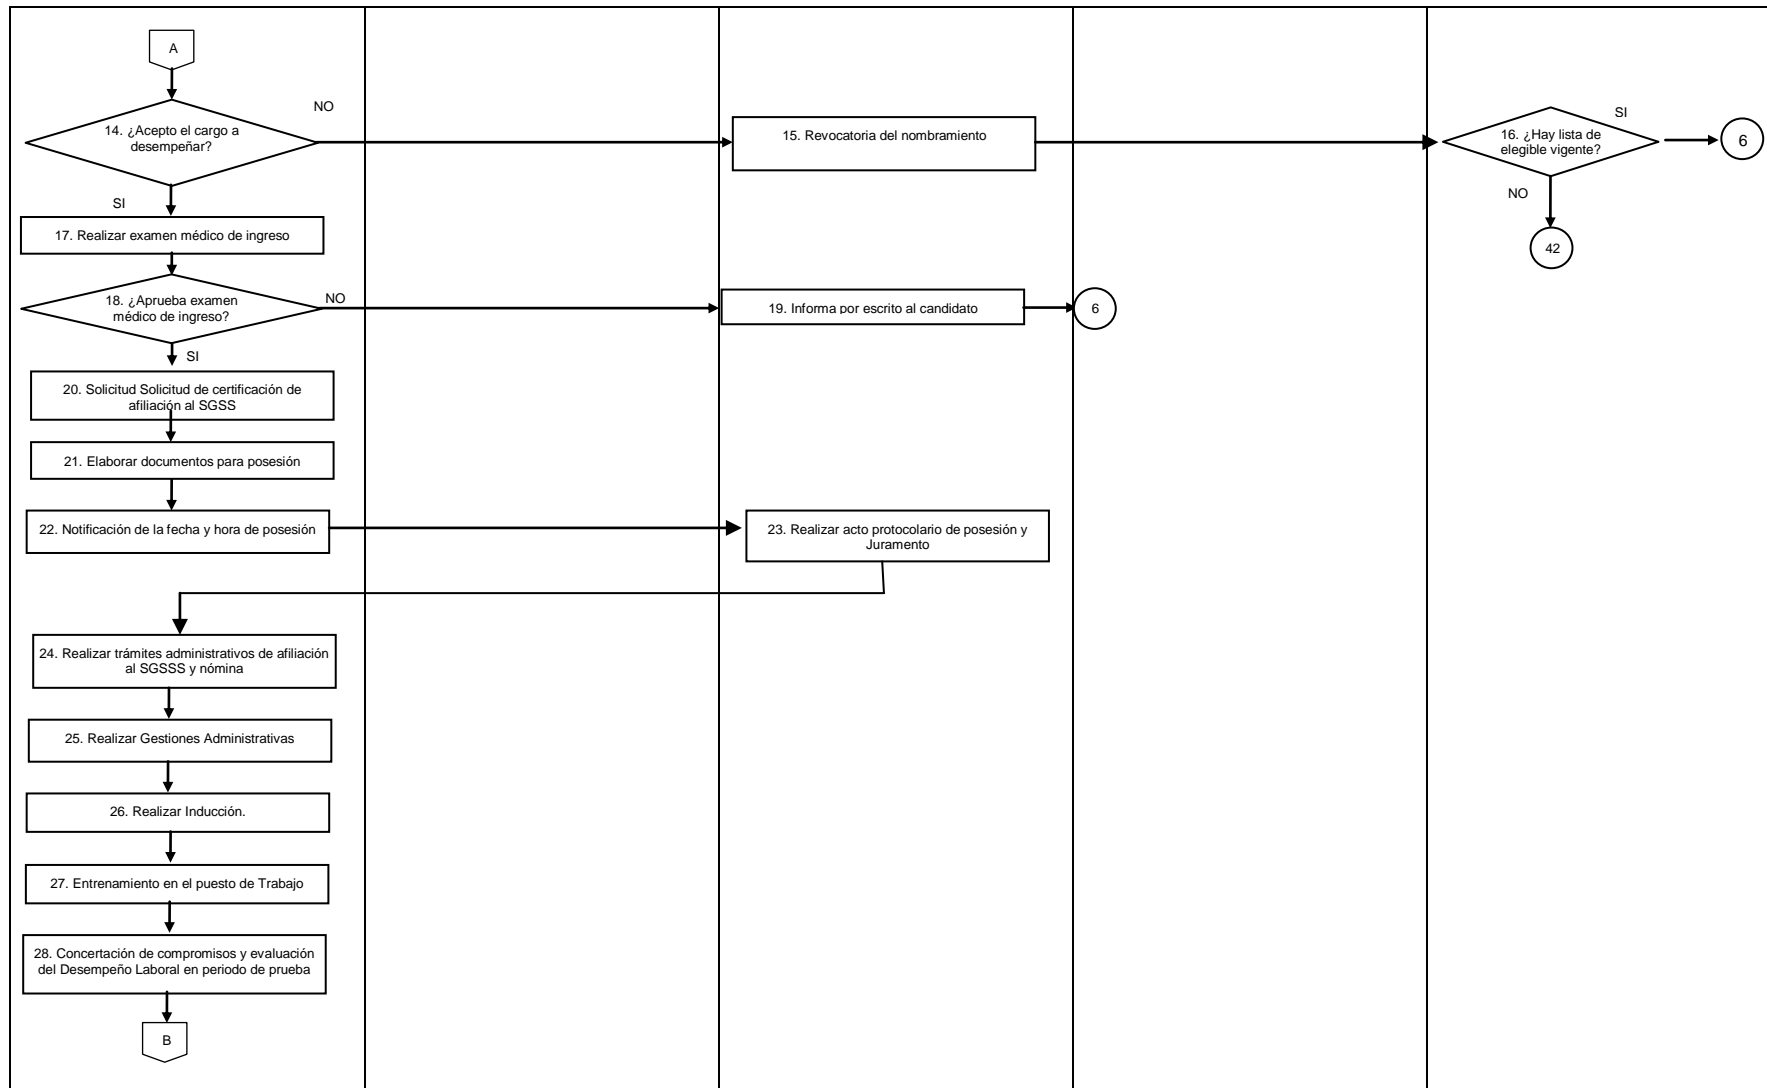 A
NO
14. ¿Acepto el cargo a
desempeñar?
15. Revocatoria del nombramiento
SI
16. ¿Hay lista de
elegible vigente?
6
SI
NO
17. Realizar examen médico de ingreso
42
18. ¿Aprueba examen
médico de ingreso?
NO
19. Informa por escrito al candidato
6
SI
20. Solicitud Solicitud de certificación de
afiliación al SGSS
21. Elaborar documentos para posesión
22. Notificación de la fecha y hora de posesión
23. Realizar acto protocolario de posesión y
Juramento
24. Realizar trámites administrativos de afiliación
al SGSSS y nómina
25. Realizar Gestiones Administrativas
26. Realizar Inducción.
27. Entrenamiento en el puesto de Trabajo
28. Concertación de compromisos y evaluación
del Desempeño Laboral en periodo de prueba
B